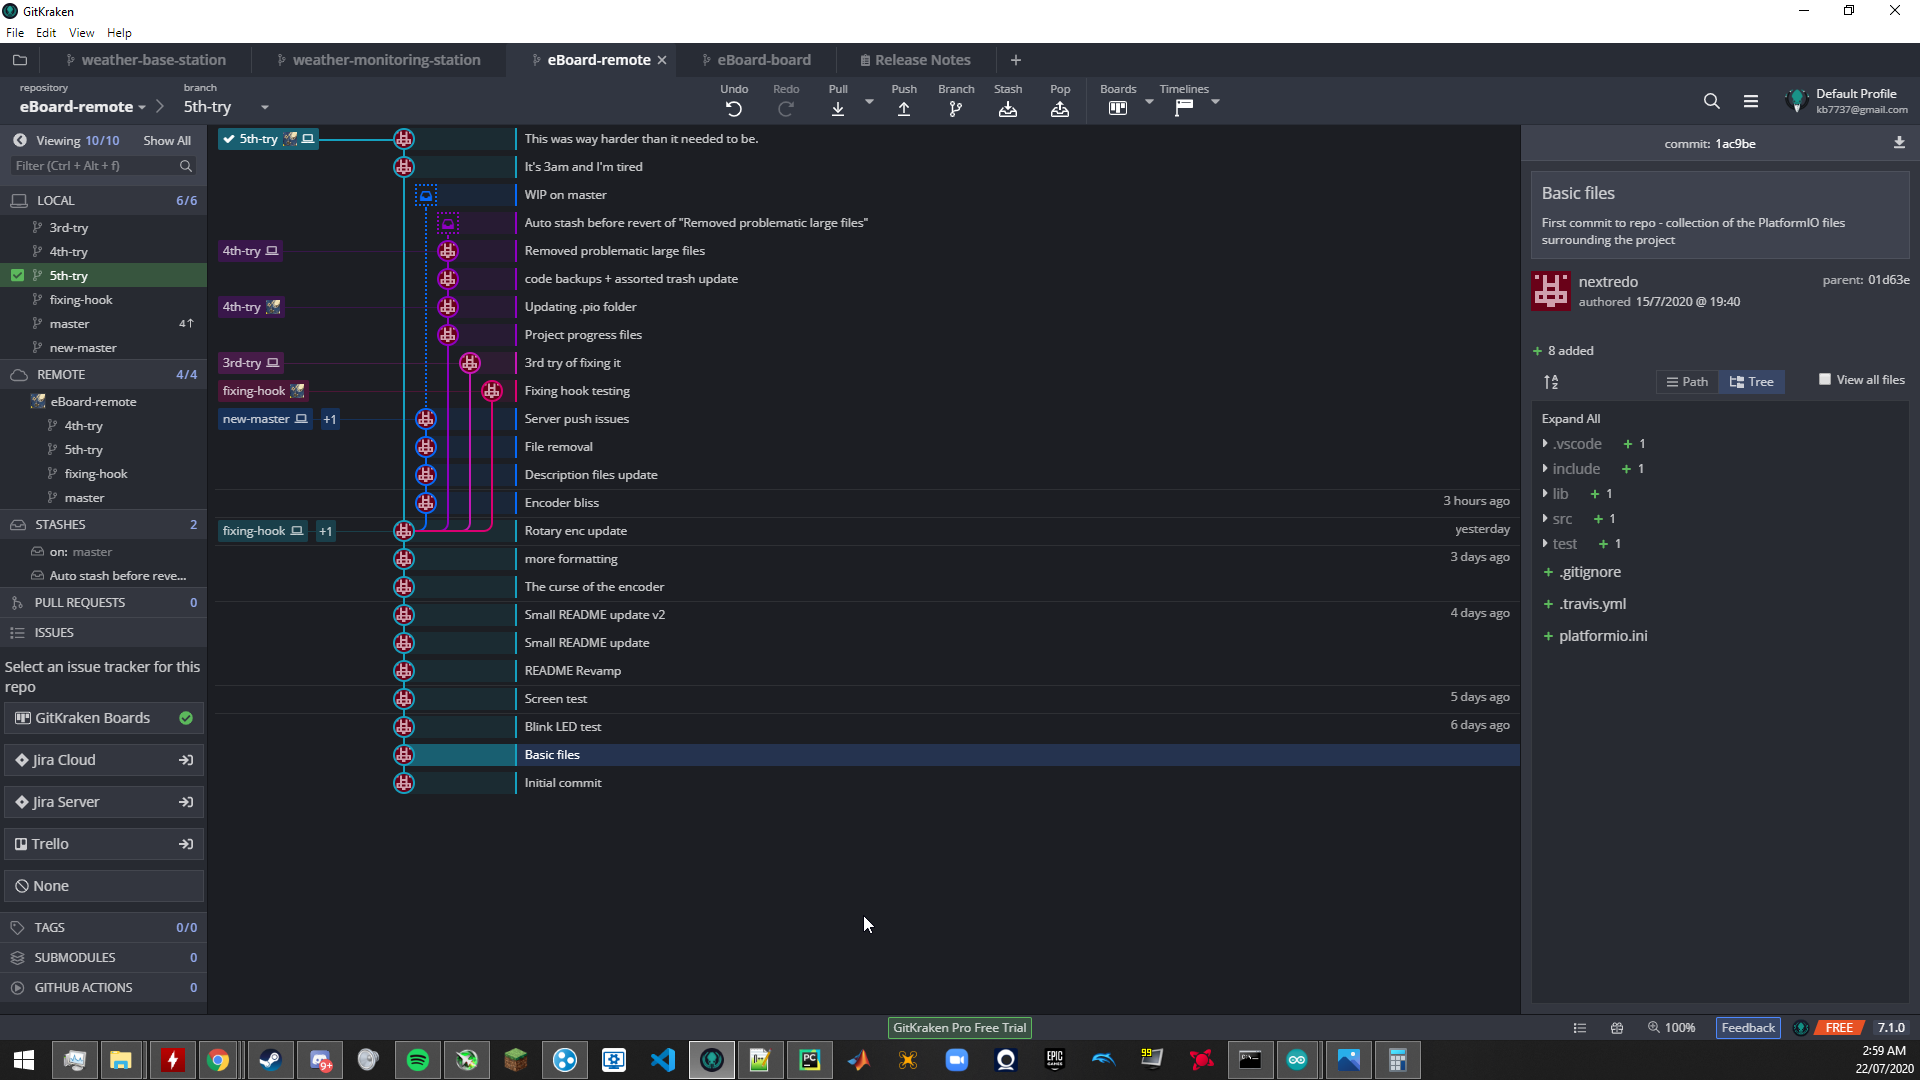 GitKraken
File Edit View Help
weather-base-station weather-monitoring-station eBoard-remote eBoard-board Release Notes
repository
eBoard-remote
branch
5th-try
Undo Redo Pull Push Branch Stash Pop Boards Timelines
Default Profile
kb7737@gmail.com
Viewing 10/10 Show All
Filter (Ctrl + Alt + f)
LOCAL 6/6
3rd-try
4th-try
5th-try
fixing-hook
master 4↑
new-master
REMOTE 4/4
eBoard-remote
4th-try
5th-try
fixing-hook
master
STASHES 2
on: master
Auto stash before reve...
PULL REQUESTS 0
ISSUES
Select an issue tracker for this
repo
GitKraken Boards
Jira Cloud
Jira Server
Trello
None
TAGS 0/0
SUBMODULES 0
GITHUB ACTIONS 0
5th-try This was way harder than it needed to be.
It's 3am and I'm tired
WIP on master
Auto stash before revert of "Removed problematic large files"
4th-try Removed problematic large files
code backups + assorted trash update
4th-try Updating .pio folder
Project progress files
3rd-try 3rd try of fixing it
fixing-hook Fixing hook testing
new-master +1 Server push issues
File removal
Description files update
Encoder bliss 3 hours ago
fixing-hook +1 Rotary enc update yesterday
more formatting 3 days ago
The curse of the encoder
Small README update v2 4 days ago
Small README update
README Revamp
Screen test 5 days ago
Blink LED test 6 days ago
Basic files
Initial commit
commit: 1ac9be
Basic files
First commit to repo - collection of the PlatformIO files
surrounding the project
nextredo
authored 15/7/2020 @ 19:40
parent: 01d63e
+ 8 added
Path Tree View all files
Expand All
.vscode + 1
include + 1
lib + 1
src + 1
test + 1
+ .gitignore
+ .travis.yml
+ platformio.ini
GitKraken Pro Free Trial
100% Feedback FREE 7.1.0
9+
PC
EPIC
GAMES
99
2:59 AM
22/07/2020